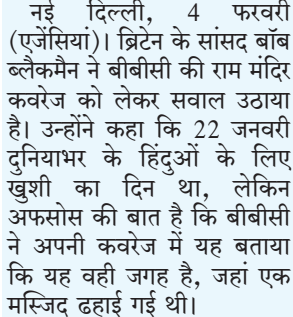 नई दिल्ली, 4 फरवरी
(एजेंसियां)। ब्रिटेन के सांसद बॉब
ब्लैकमैन ने बीबीसी की राम मंदिर
कवरेज को लेकर सवाल उठाया
है। उन्होंने कहा कि 22 जनवरी
दुनियाभर के हिंदुओं के लिए
खुशी का दिन था, लेकिन
अफसोस की बात है कि बीबीसी
ने अपनी कवरेज में यह बताया
कि यह वही जगह है, जहां एक
मस्जिद ढहाई गई थी।